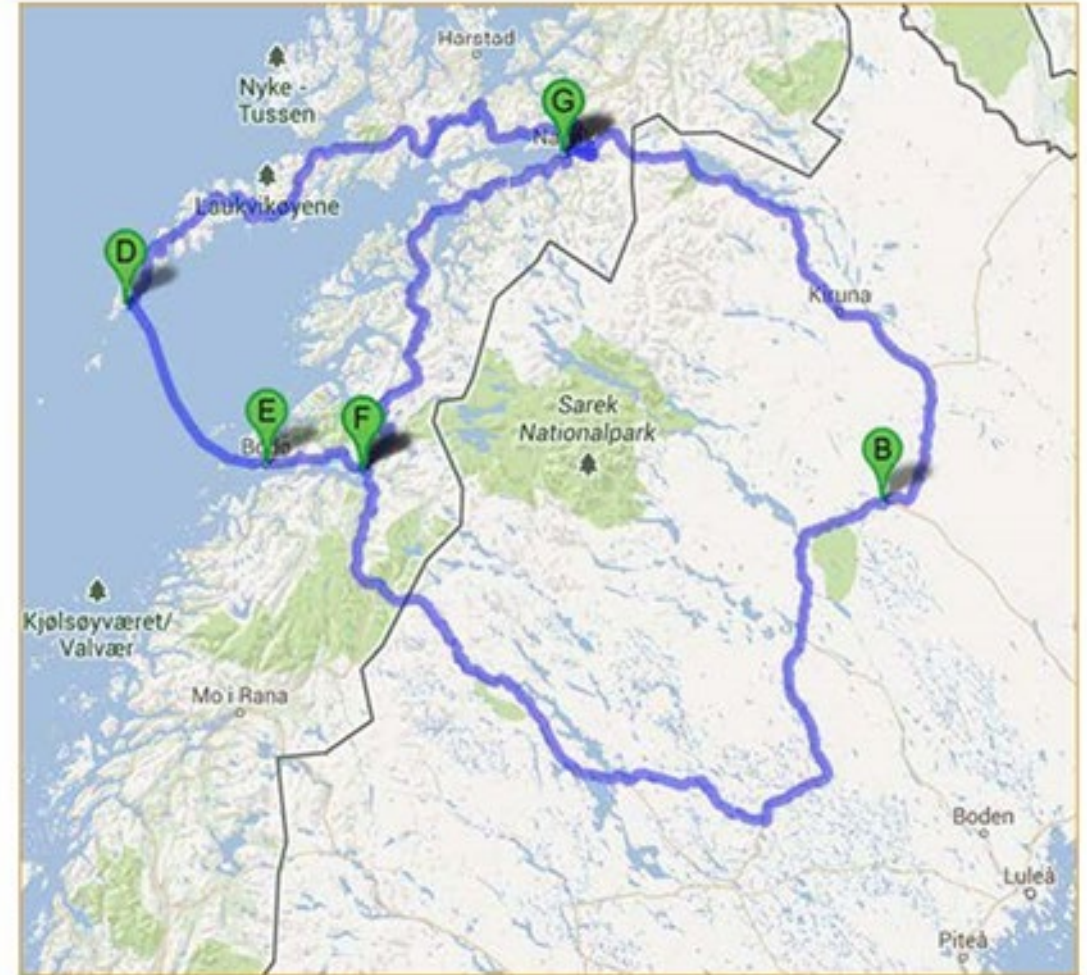 Harstad
Nyke -
Tussen
G
Laukvikøyene
D
Kiruna
E
F
Sarek
Nationalpark
B
Kjølsøyværet/
Valvær
Mo i Rana
Boden
Luleå
Piteå